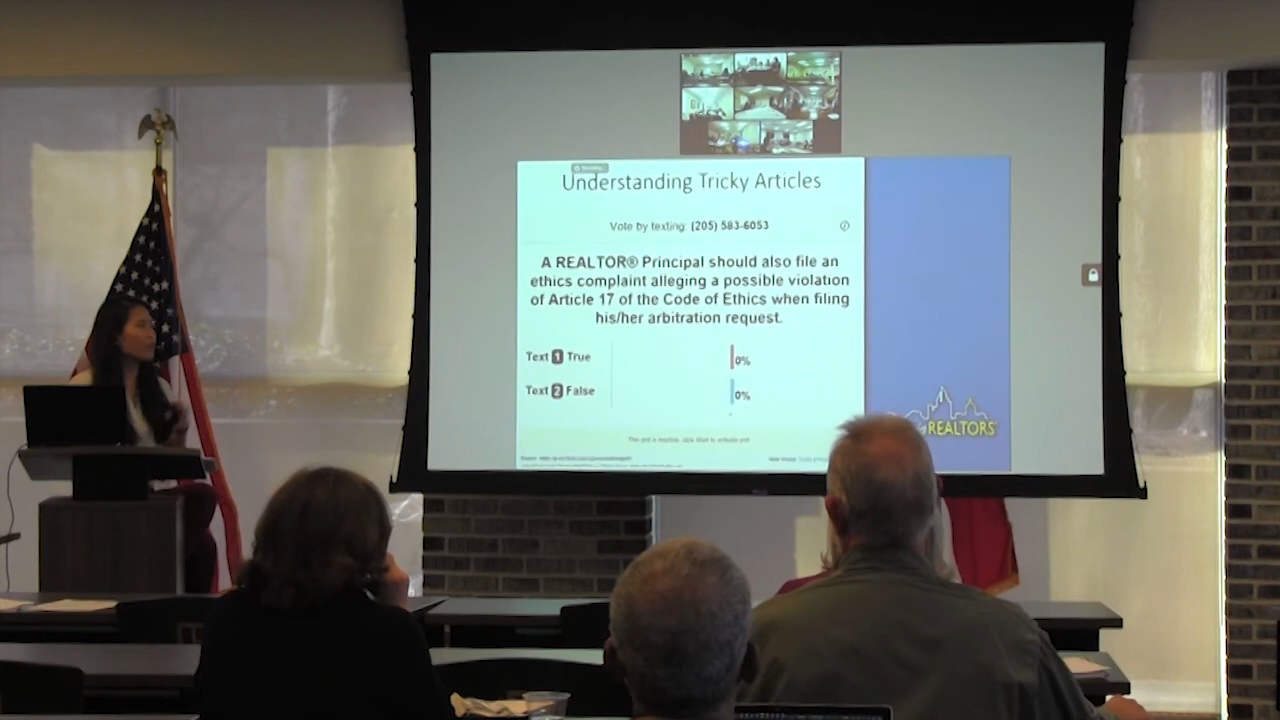 Understanding Tricky Articles
Vote by texting: (205) 583-6053
A REALTOR® Principal should also file an
ethics complaint alleging a possible violation
of Article 17 of the Code of Ethics when filing
his/her arbitration request.
Text 1 True
0%
Text 2 False
0%
REALTORS®